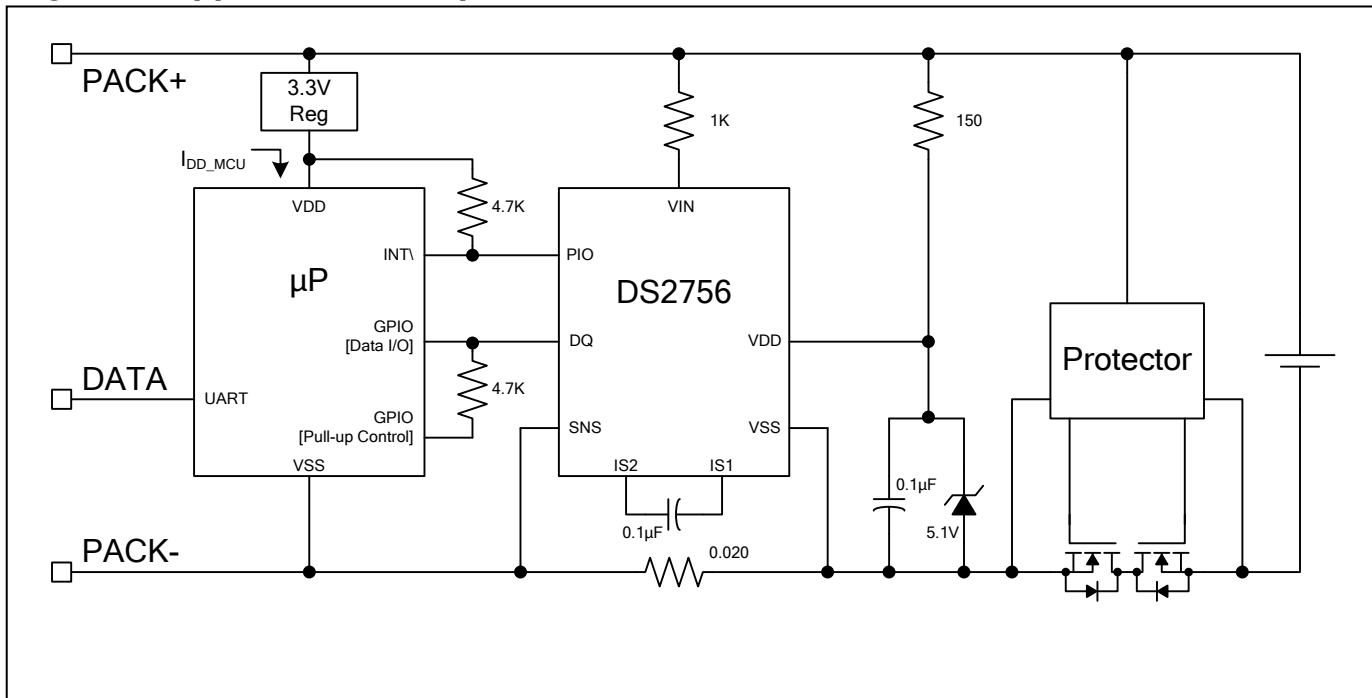 PACK+
3.3V
Reg
1K
150
IDD_MCU
VDD
4.7K
VIN
INT\
PIO
µP
DS2756
GPIO
[Data I/O]
DQ
VDD
Protector
DATA
UART
4.7K
GPIO
[Pull-up Control]
SNS
VSS
VSS
IS2
IS1
0.1µF
0.1µF
5.1V
PACK-
0.020